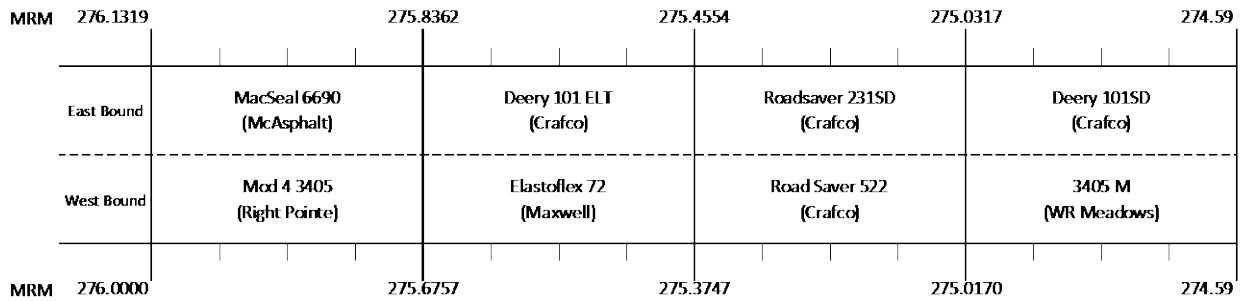 MRM 276.1319 275.8362 275.4554 275.0317 274.59
East Bound
MacSeal 6690
(McAsphalt)
Deery 101 ELT
(Crafco)
Roadsaver 231SD
(Crafco)
Deery 101SD
(Crafco)
West Bound
Mod 4 3405
(Right Pointe)
Elastoflex 72
(Maxwell)
Road Saver 522
(Crafco)
3405 M
(WR Meadows)
MRM 276.0000 275.6757 275.3747 275.0170 274.59